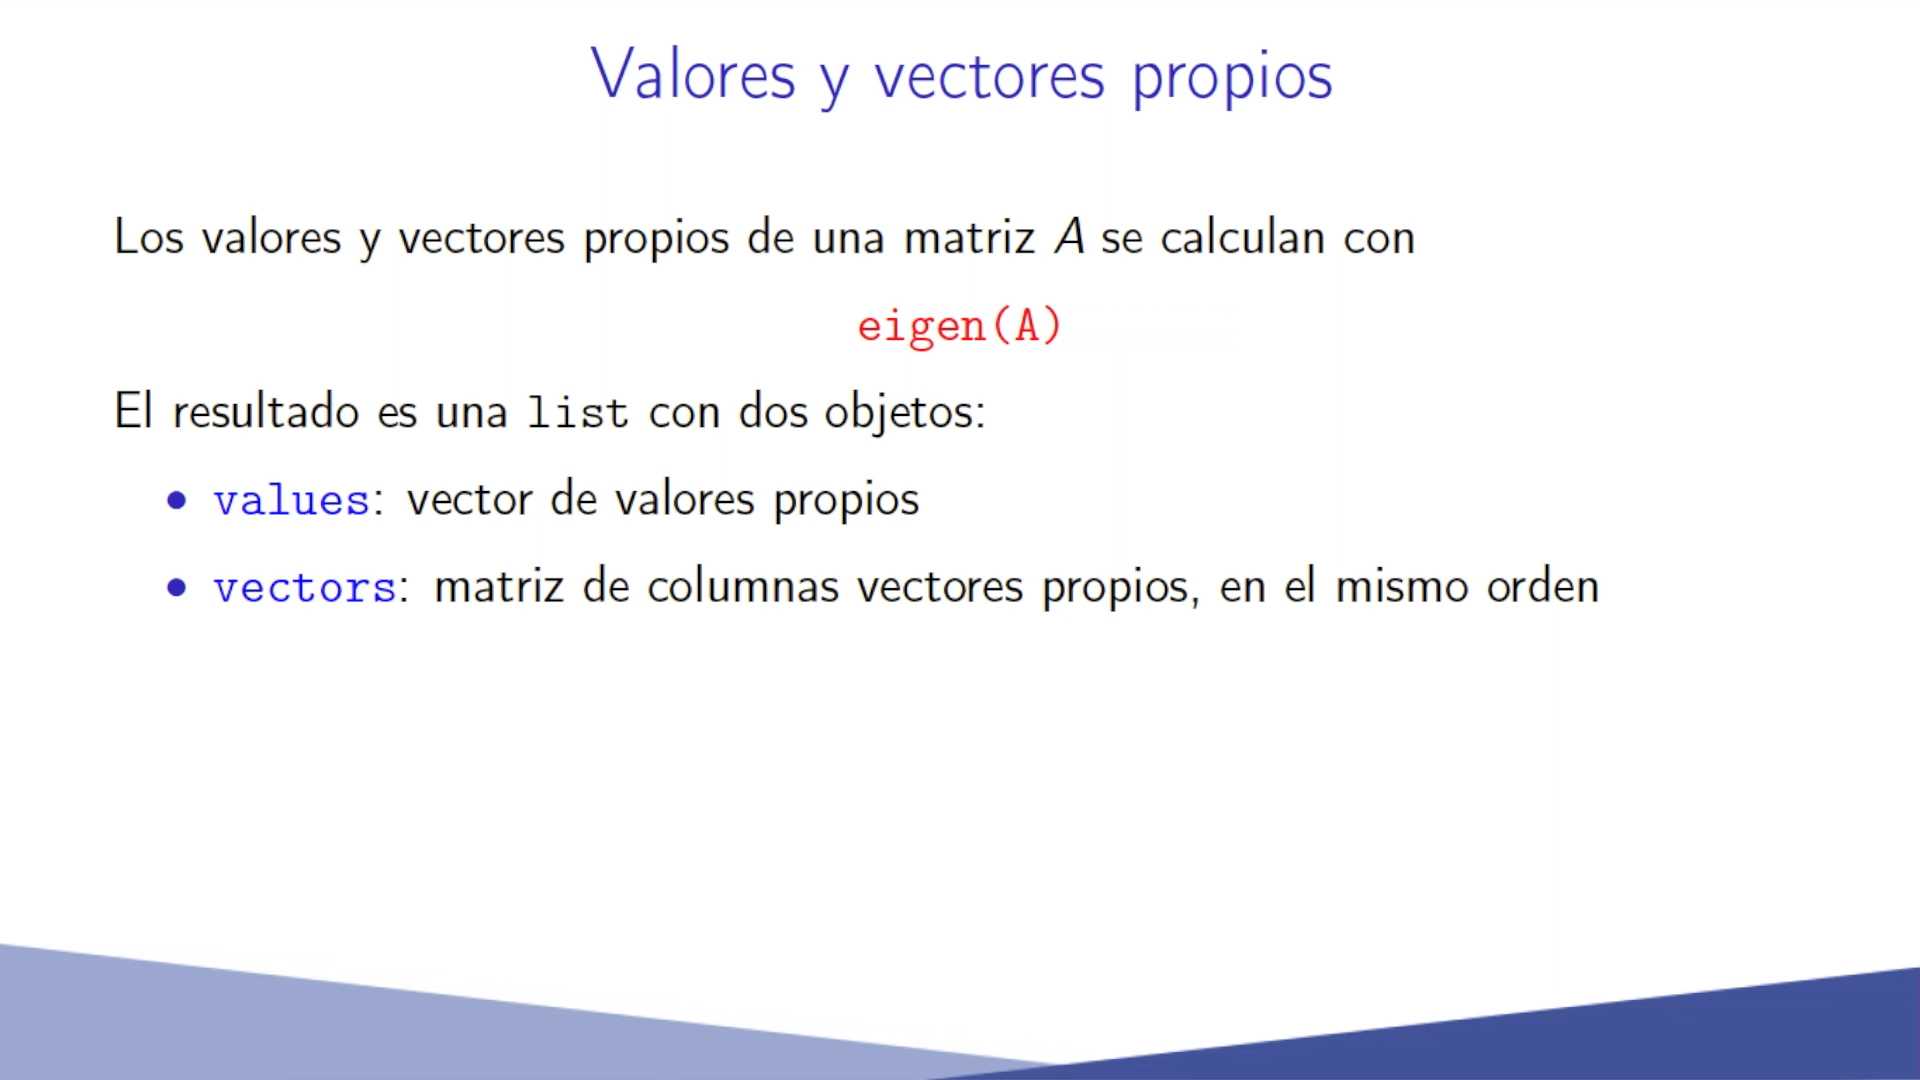 Valores y vectores propios
Los valores y vectores propios de una matriz A se calculan con
eigen(A)
El resultado es una list con dos objetos:
• values: vector de valores propios
• vectors: matriz de columnas vectores propios, en el mismo orden